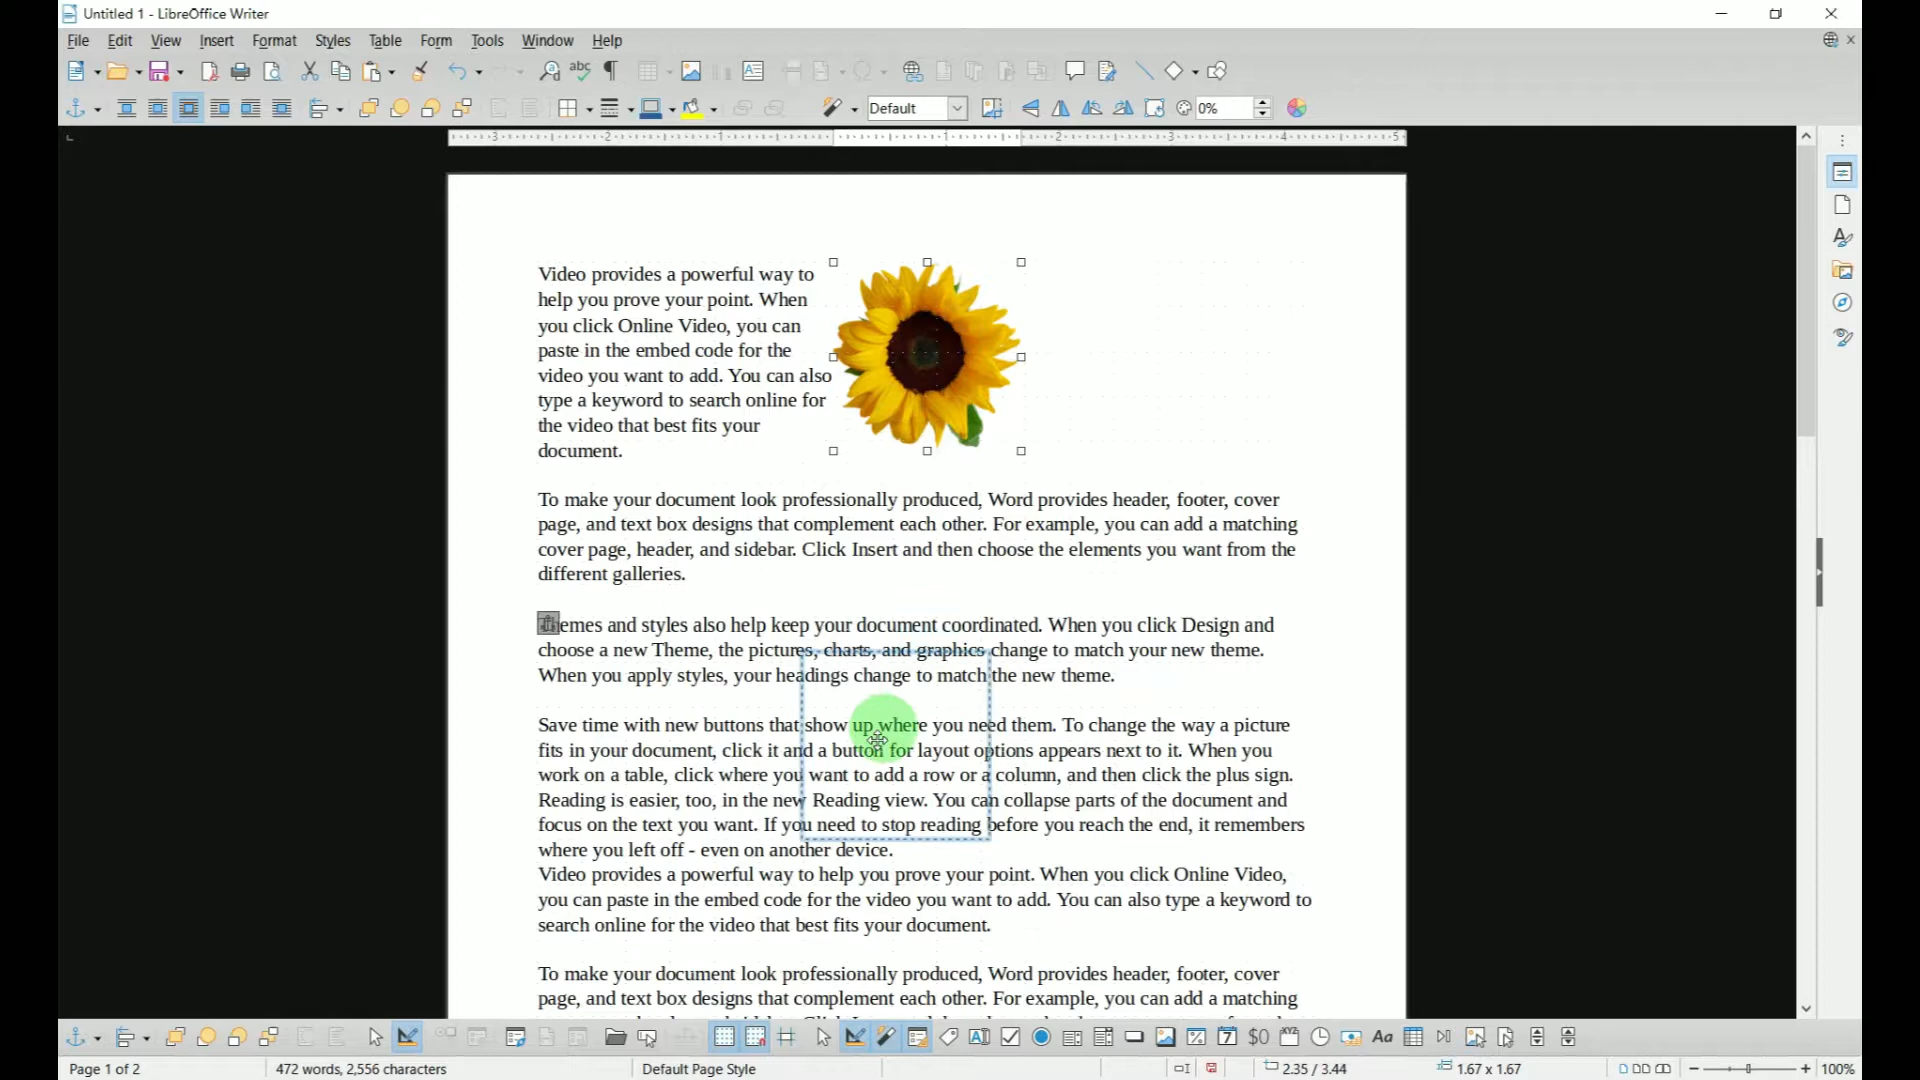 Untitled 1 - LibreOffice Writer
File Edit View Insert Format Styles Table Form Tools Window Help
Default 0%
3 2 1 1 2 3 4 5
Video provides a powerful way to
help you prove your point. When
you click Online Video, you can
paste in the embed code for the
video you want to add. You can also
type a keyword to search online for
the video that best fits your
document.
To make your document look professionally produced, Word provides header, footer, cover
page, and text box designs that complement each other. For example, you can add a matching
cover page, header, and sidebar. Click Insert and then choose the elements you want from the
different galleries.
Themes and styles also help keep your document coordinated. When you click Design and
choose a new Theme, the pictures, charts, and graphics change to match your new theme.
When you apply styles, your headings change to match the new theme.
Save time with new buttons that show up where you need them. To change the way a picture
fits in your document, click it and a button for layout options appears next to it. When you
work on a table, click where you want to add a row or a column, and then click the plus sign.
Reading is easier, too, in the new Reading view. You can collapse parts of the document and
focus on the text you want. If you need to stop reading before you reach the end, it remembers
where you left off - even on another device.
Video provides a powerful way to help you prove your point. When you click Online Video,
you can paste in the embed code for the video you want to add. You can also type a keyword to
search online for the video that best fits your document.
To make your document look professionally produced, Word provides header, footer, cover
page, and text box designs that complement each other. For example, you can add a matching
Page 1 of 2 472 words, 2,556 characters Default Page Style 2.35 / 3.44 1.67 x 1.67 100%